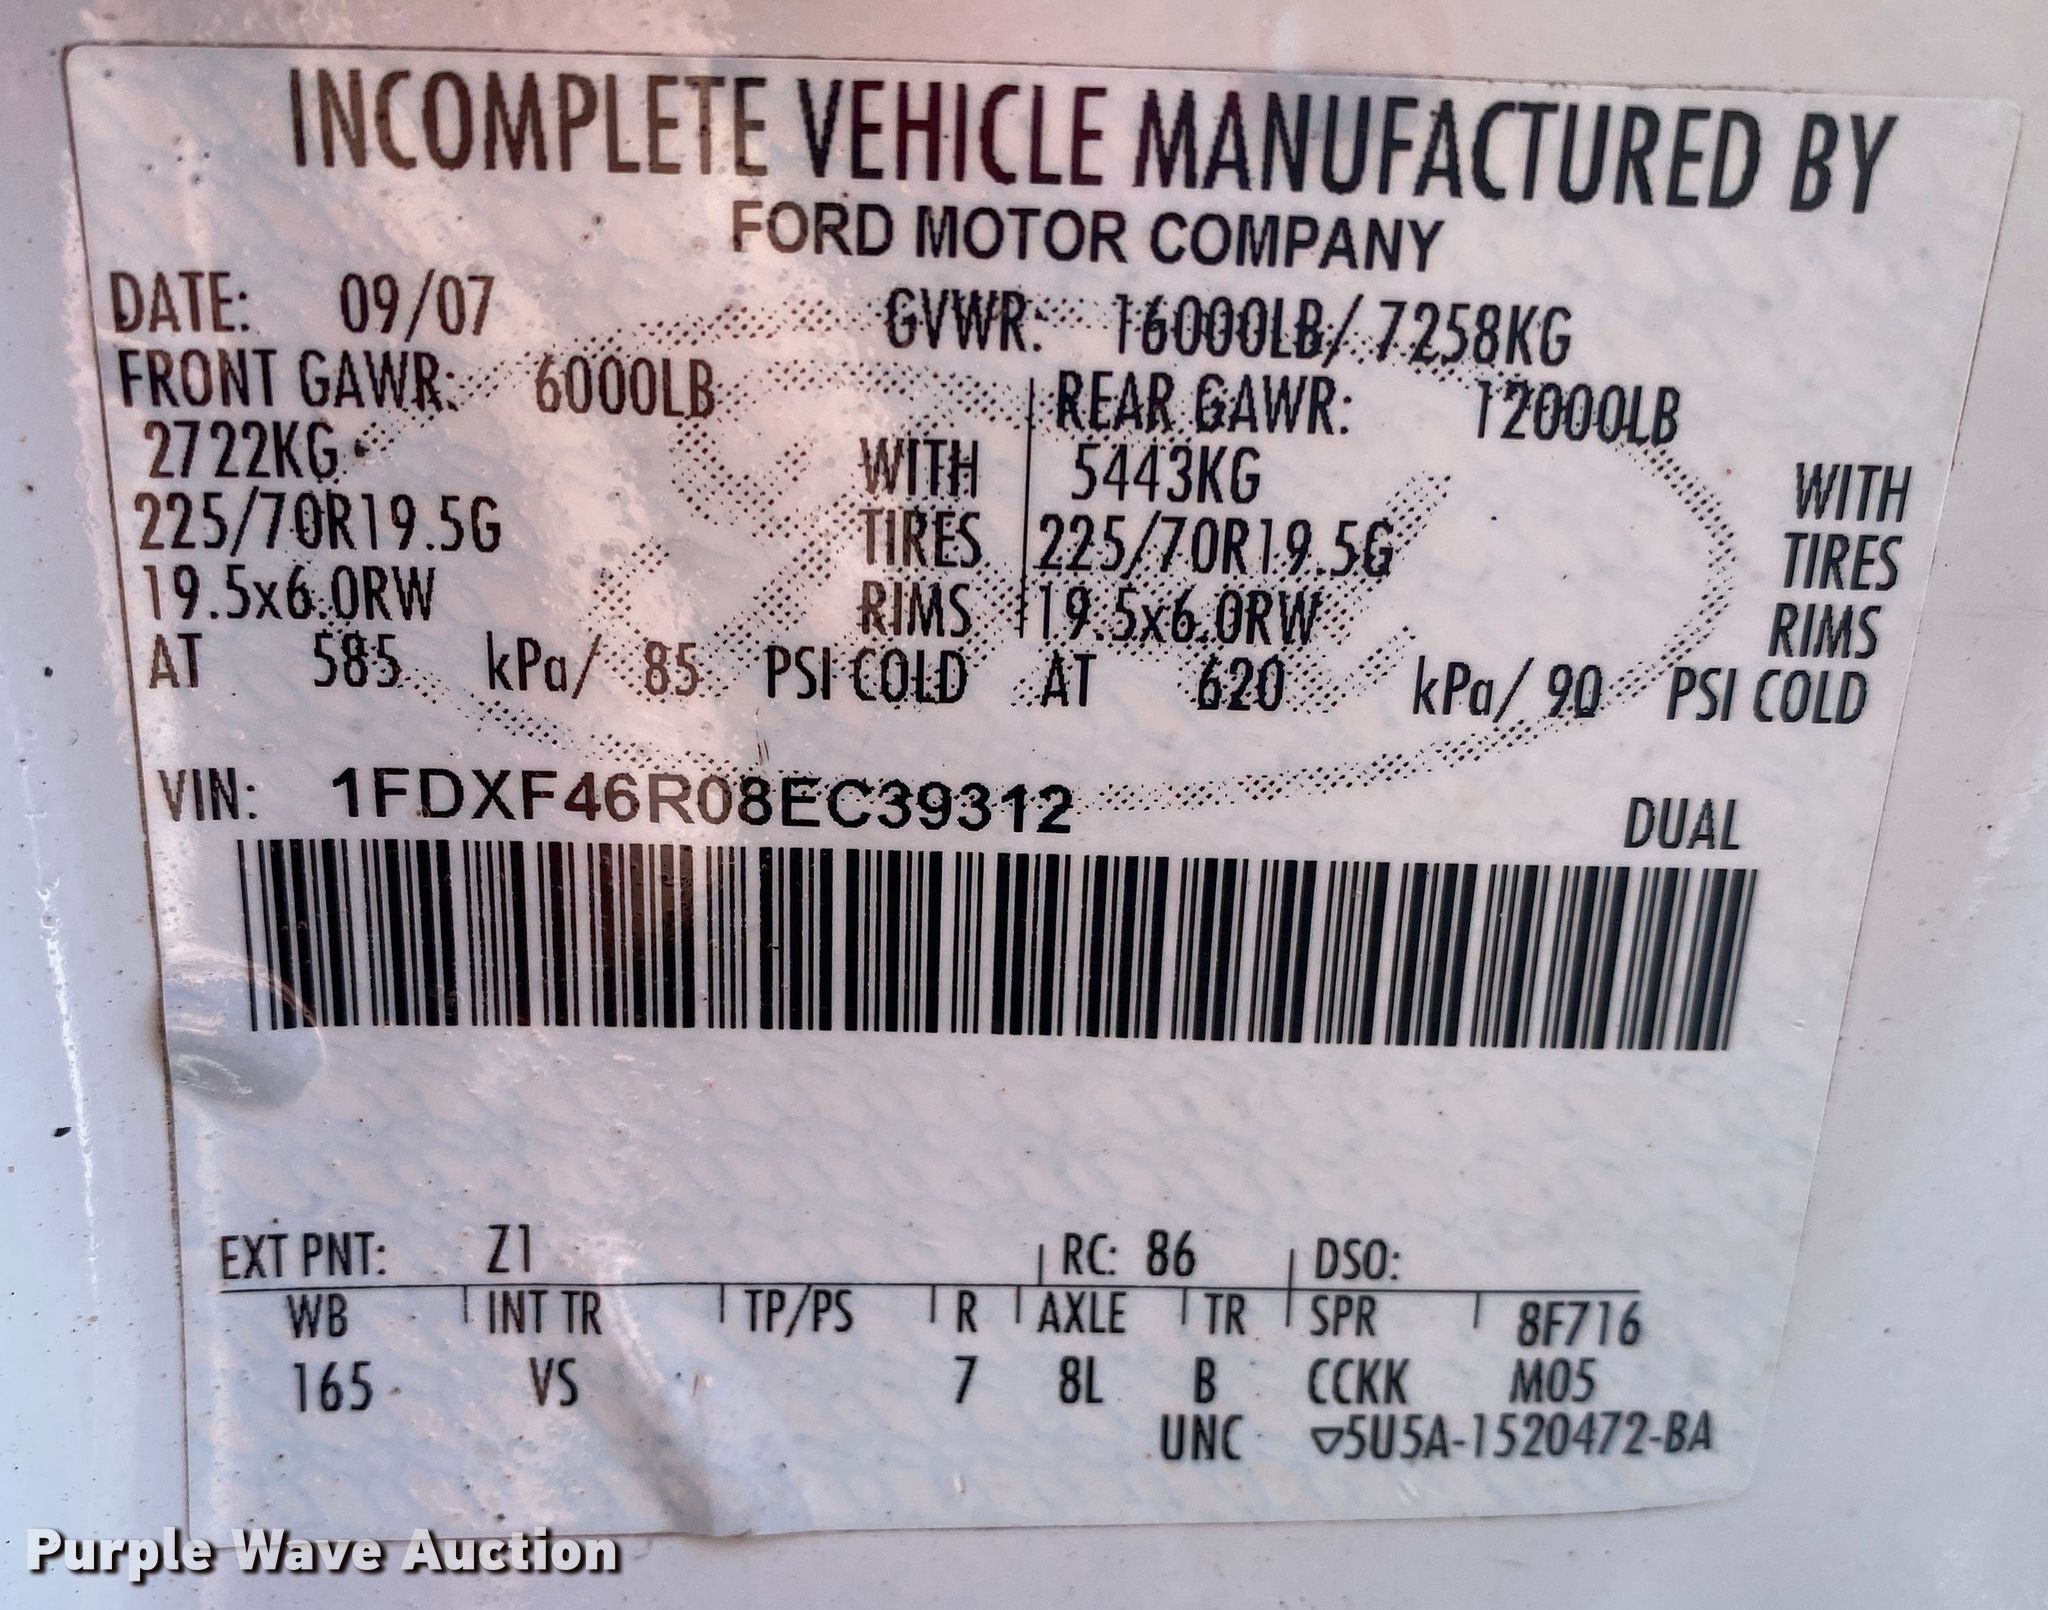 INCOMPLETE VEHICLE MANUFACTURED BY
FORD MOTOR COMPANY
DATE: 09/07 GVWR: 16000LB/ 7258KG
FRONT GAWR: 6000LB REAR GAWR: 12000LB
2722KG WITH 5443KG WITH
225/70R19.5G TIRES 225/70R19.5G TIRES
19.5x6.0RW RIMS 19.5x6.0RW RIMS
AT 585 kPa/ 85 PSI COLD AT 620 kPa/ 90 PSI COLD
VIN: 1FDXF46R08EC39312 DUAL
EXT PNT: Z1 RC: 86 DSO:
WB INT TR TP/PS R AXLE TR SPR 8F716
165 VS 7 8L B CCKK M05
UNC ▽5U5A-1520472-BA
Purple Wave Auction